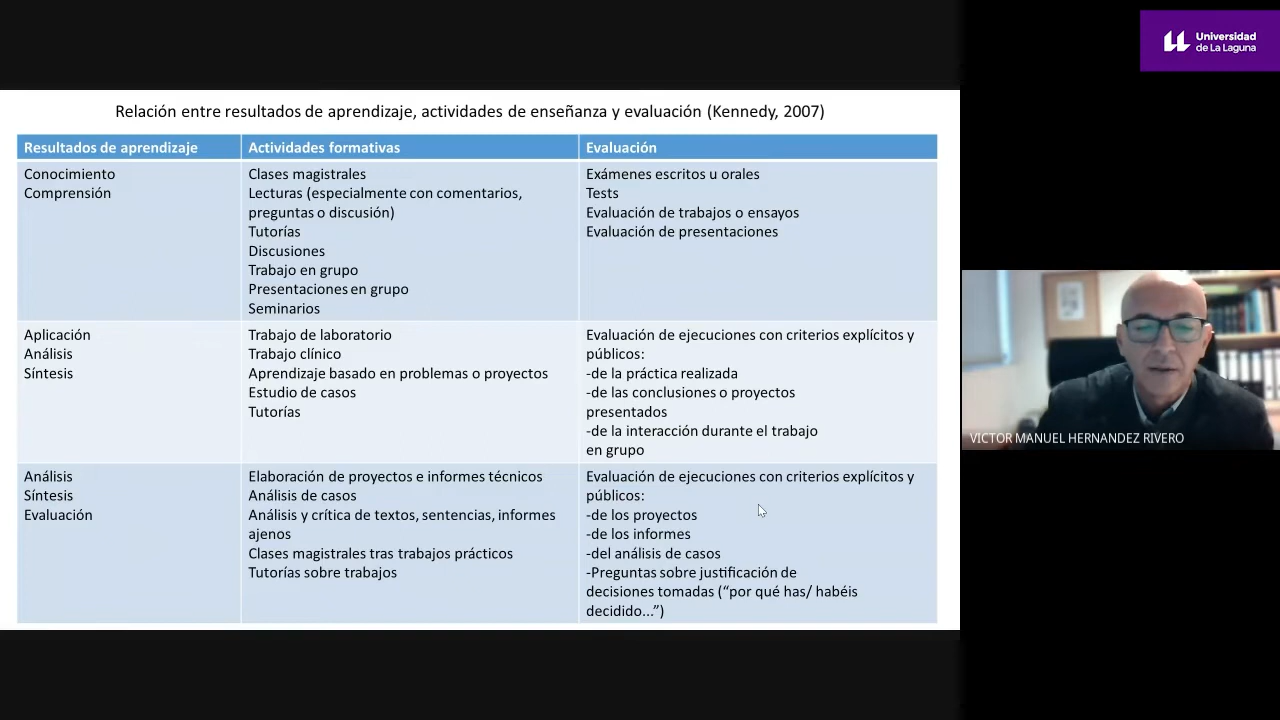 Universidad
de La Laguna
Relación entre resultados de aprendizaje, actividades de enseñanza y evaluación (Kennedy, 2007)
Resultados de aprendizaje
Actividades formativas
Evaluación
Conocimiento
Comprensión
Clases magistrales
Lecturas (especialmente con comentarios,
preguntas o discusión)
Tutorías
Discusiones
Trabajo en grupo
Presentaciones en grupo
Seminarios
Exámenes escritos u orales
Tests
Evaluación de trabajos o ensayos
Evaluación de presentaciones
Aplicación
Análisis
Síntesis
Trabajo de laboratorio
Trabajo clínico
Aprendizaje basado en problemas o proyectos
Estudio de casos
Tutorías
Evaluación de ejecuciones con criterios explícitos y
públicos:
-de la práctica realizada
-de las conclusiones o proyectos
presentados
-de la interacción durante el trabajo
en grupo
Análisis
Síntesis
Evaluación
Elaboración de proyectos e informes técnicos
Análisis de casos
Análisis y crítica de textos, sentencias, informes
ajenos
Clases magistrales tras trabajos prácticos
Tutorías sobre trabajos
Evaluación de ejecuciones con criterios explícitos y
públicos:
-de los proyectos
-de los informes
-del análisis de casos
-Preguntas sobre justificación de
decisiones tomadas (“por qué has/ habéis
decidido...”)
VICTOR MANUEL HERNANDEZ RIVERO